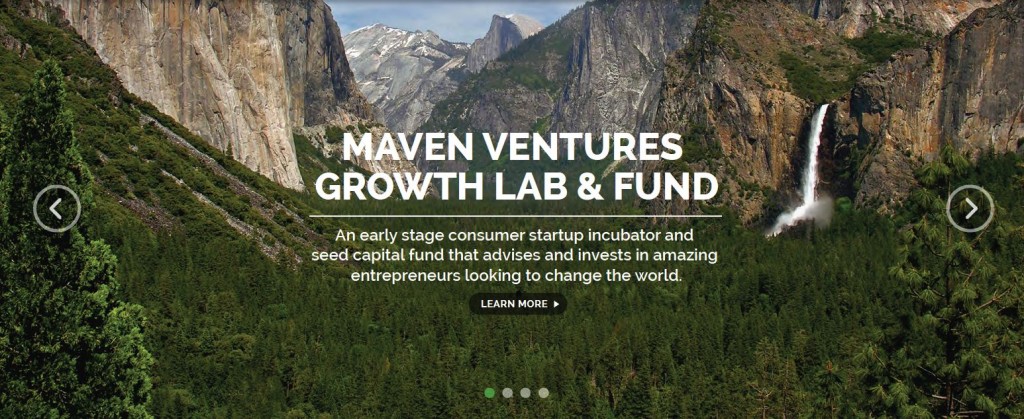 MAVEN VENTURES
GROWTH LAB & FUND
An early stage consumer startup incubator and
seed capital fund that advises and invests in amazing
entrepreneurs looking to change the world.
LEARN MORE